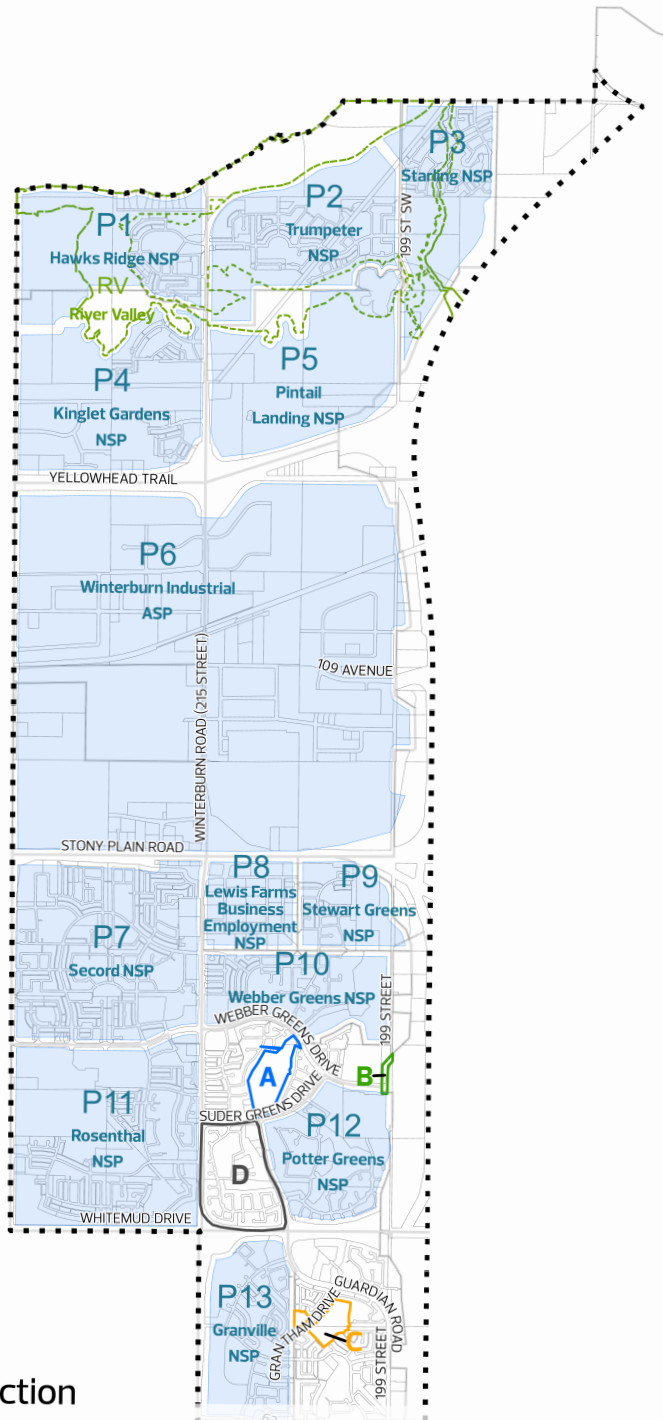 P3
Starling NSP
199 ST SW
P2
Trumpeter
NSP
P1
Hawks Ridge NSP
RV
River Valley
P5
Pintail
Landing NSP
P4
Kinglet Gardens
NSP
YELLOWHEAD TRAIL
P6
Winterburn Industrial
ASP
WINTERBURN ROAD (215 STREET)
109 AVENUE
STONY PLAIN ROAD
P8
Lewis Farms
Business
Employment
NSP
P9
Stewart Greens
NSP
P7
Secord NSP
P10
Webber Greens NSP
199 STREET
WEBBER GREENS DRIVE
A
B
SUDER GREENS DRIVE
P11
Rosenthal
NSP
P12
Potter Greens
NSP
D
WHITEMUD DRIVE
P13
Granville
NSP
GUARDIAN ROAD
GRANTHAM DRIVE
C
199 STREET
ction